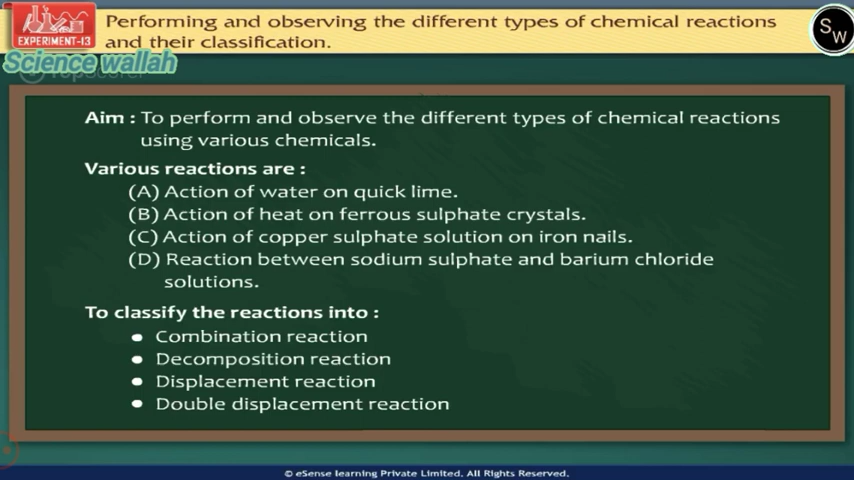 Performing and observing the different types of chemical reactions
and their classification.
EXPERIMENT-13
SW
Science wallah
Aim : To perform and observe the different types of chemical reactions
using various chemicals.
Various reactions are :
(A) Action of water on quick lime.
(B) Action of heat on ferrous sulphate crystals.
(C) Action of copper sulphate solution on iron nails.
(D) Reaction between sodium sulphate and barium chloride
solutions.
To classify the reactions into :
● Combination reaction
● Decomposition reaction
● Displacement reaction
● Double displacement reaction
© eSense learning Private Limited. All Rights Reserved.